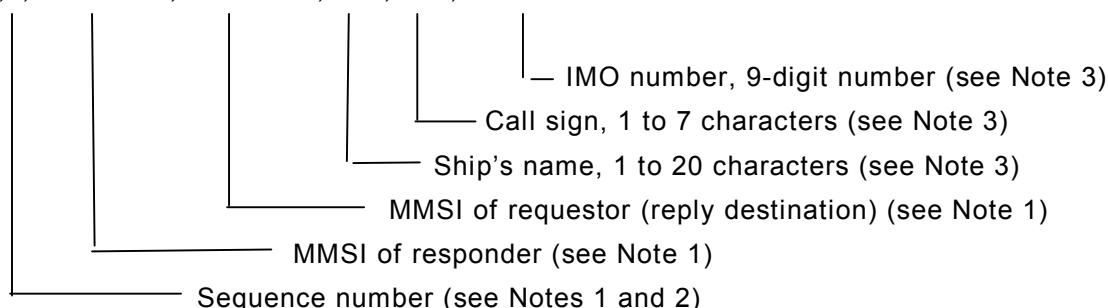 IMO number, 9-digit number (see Note 3)
Call sign, 1 to 7 characters (see Note 3)
Ship's name, 1 to 20 characters (see Note 3)
MMSI of requestor (reply destination) (see Note 1)
MMSI of responder (see Note 1)
Sequence number (see Notes 1 and 2)